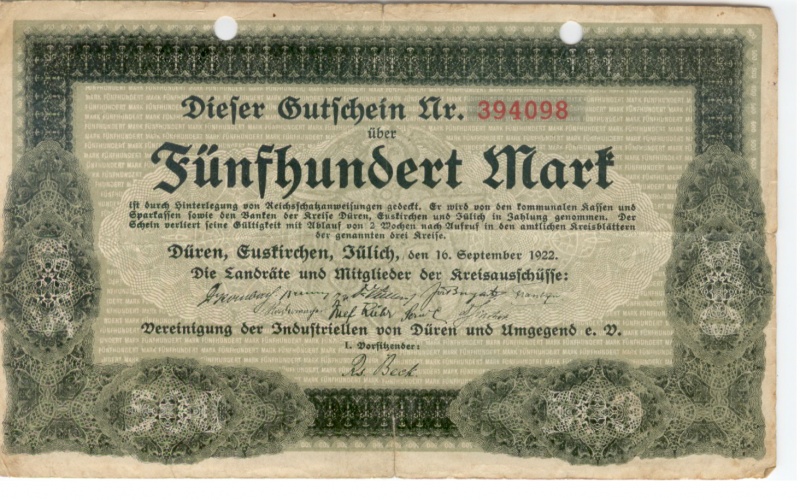 Dieser Gutschein Nr. 394098
über
Fünfhundert Mark
ist durch Hinterlegung von Reichsschatzanweisungen gedeckt. Er wird von den kommunalen Kassen und
Sparkassen sowie den Banken der Kreise Düren, Euskirchen und Jülich in Zahlung genommen. Der
Schein verliert seine Gültigkeit mit Ablauf von 2 Wochen nach Aufruf in den amtlichen Kreisblättern
der genannten drei Kreise.
Düren, Euskirchen, Jülich, den 16. September 1922.
Die Landräte und Mitglieder der Kreisausschüsse:
Vereinigung der Industriellen von Düren und Umgegend e. V.
1. Vorsitzender:
Rs. Beck